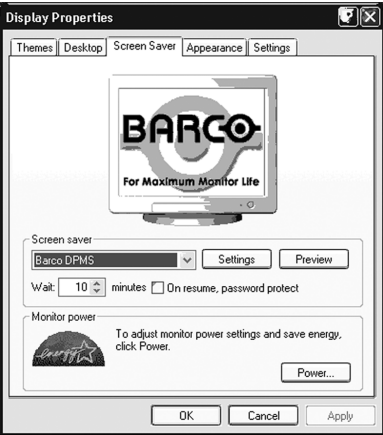 Display Properties
Themes Desktop Screen Saver Appearance Settings
BARCO
For Maximum Monitor Life
Screen saver
Barco DPMS Settings Preview
Wait: 10 minutes On resume, password protect
Monitor power
To adjust monitor power settings and save energy,
click Power.
energy
Power...
OK Cancel Apply